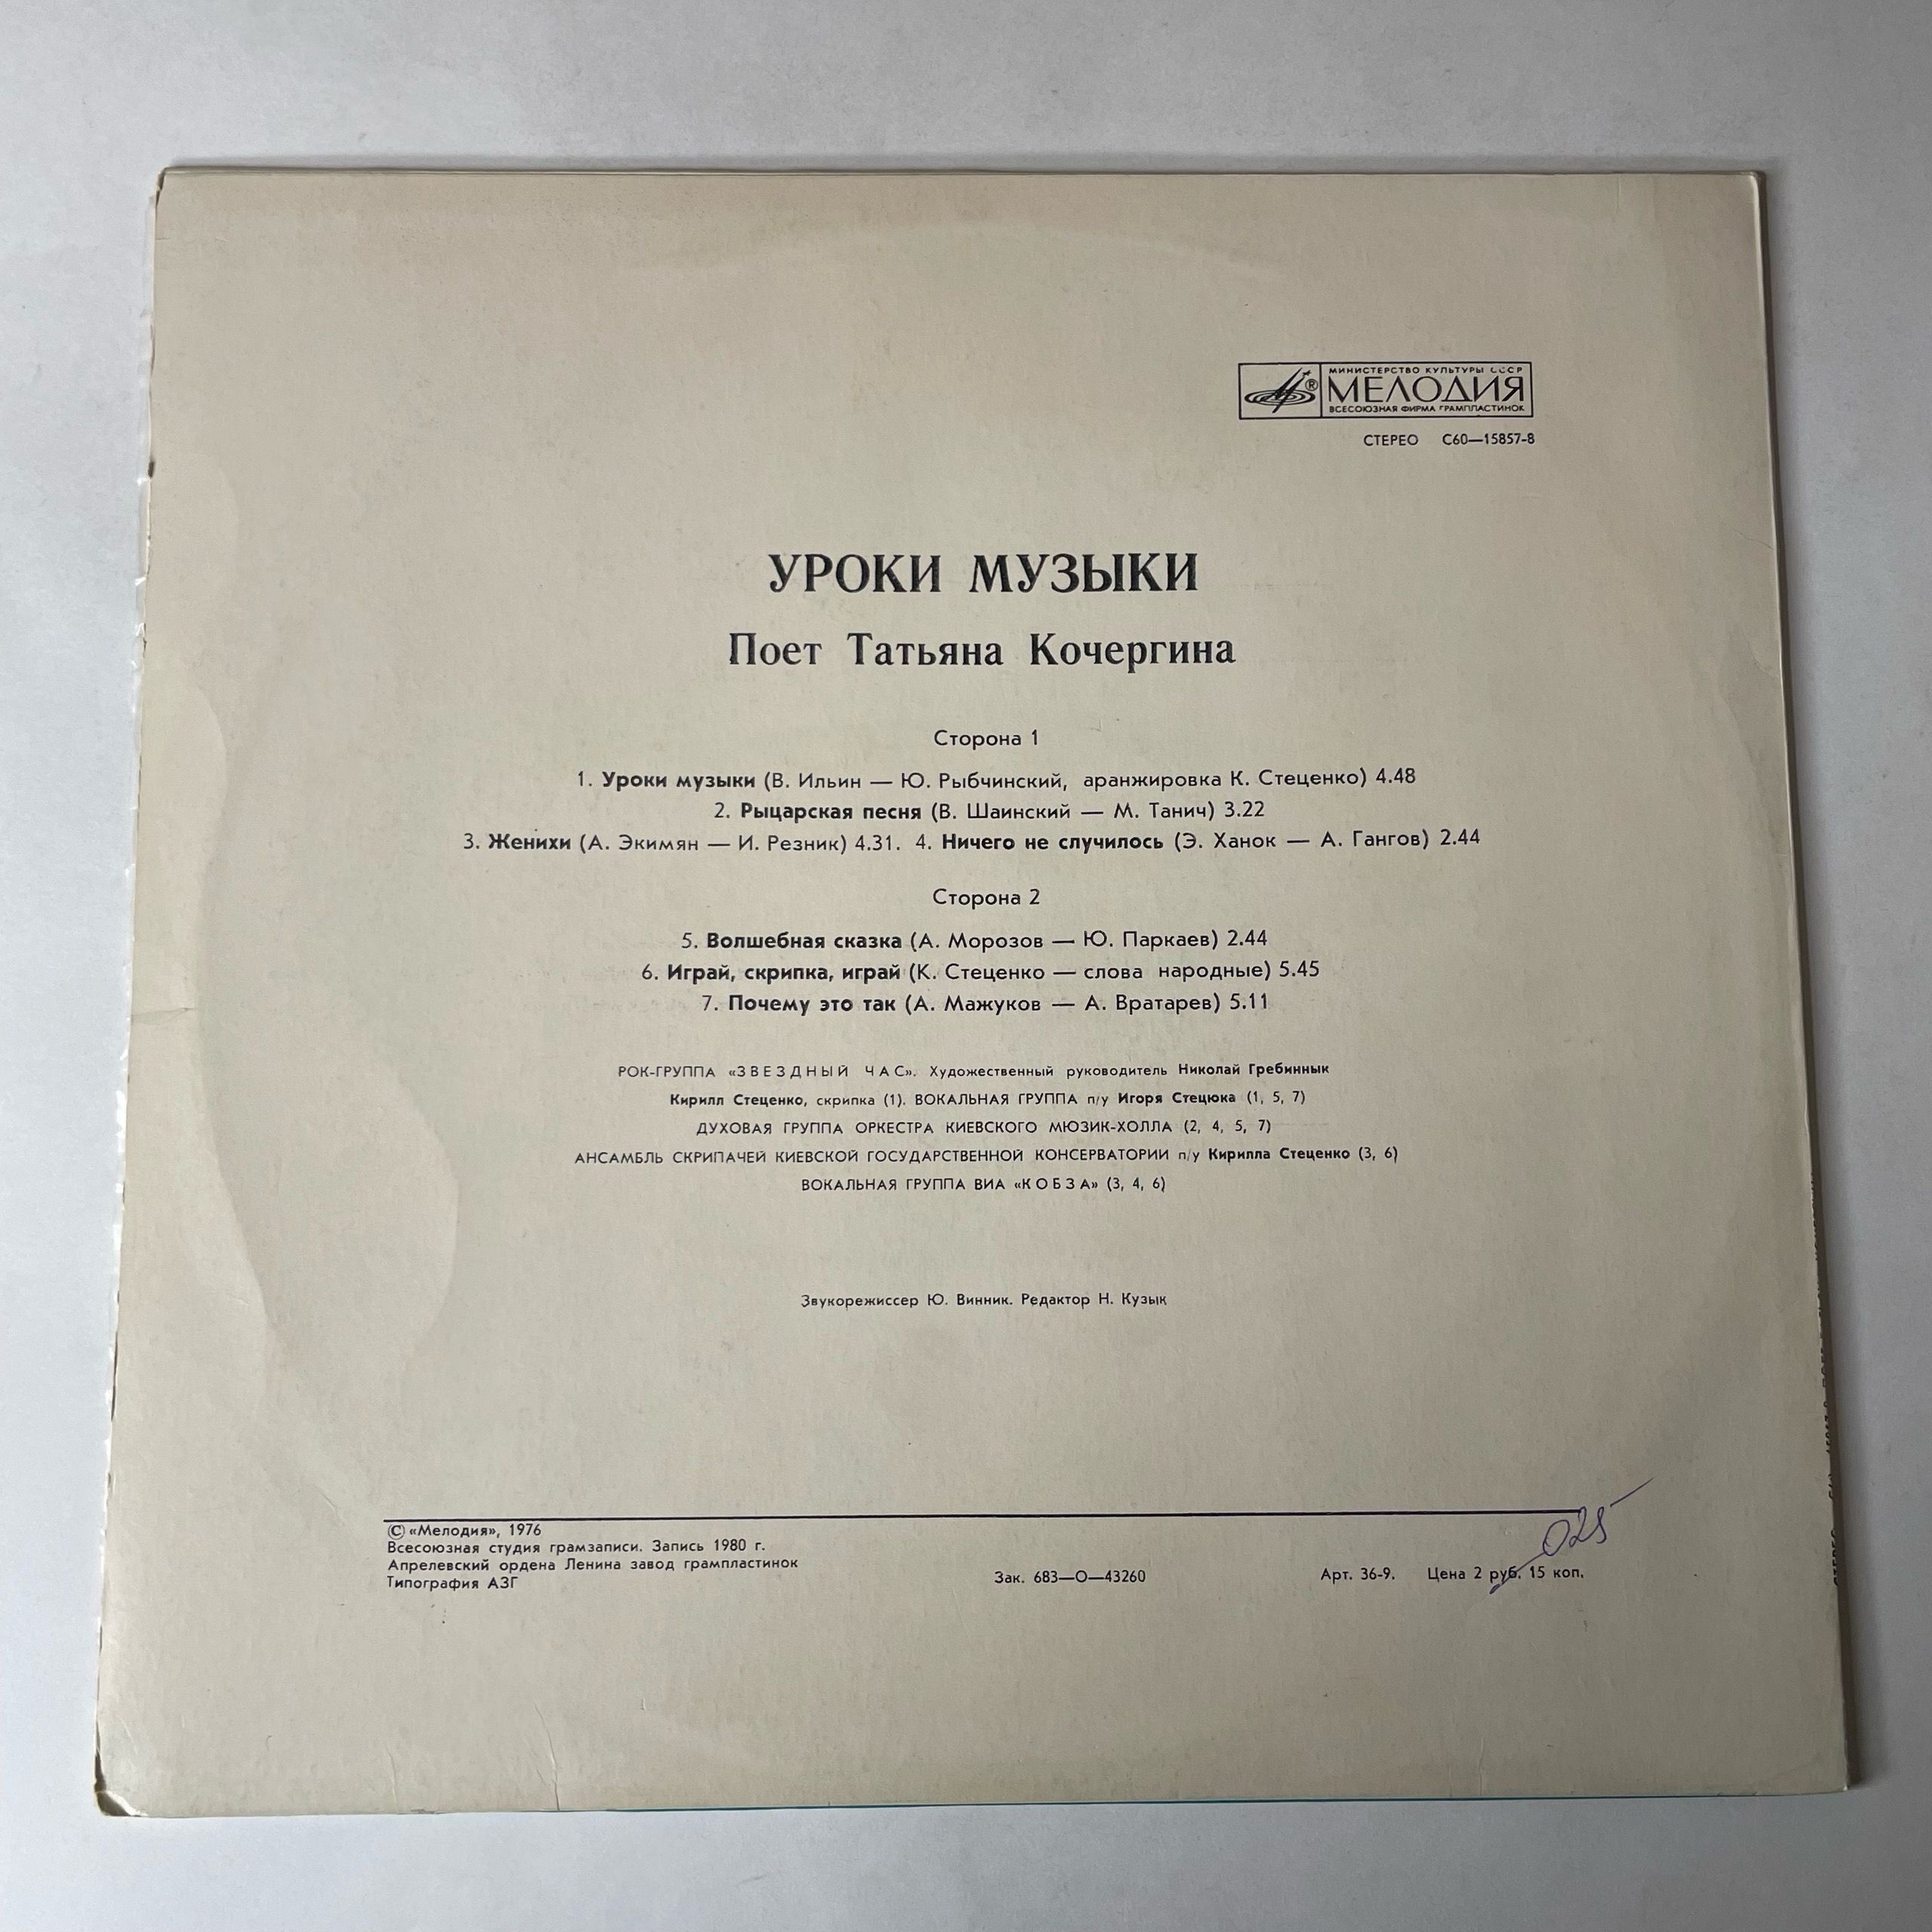 МИНИСТЕРСТВО КУЛЬТУРЫ СССР
МЕЛОДИЯ
®
ВСЕСОЮЗНАЯ ФИРМА ГРАМПЛАСТИНОК
СТЕРЕО С60—15857-8
УРОКИ МУЗЫКИ
Поет Татьяна Кочергина
Сторона 1
1. Уроки музыки (В. Ильин — Ю. Рыбчинский, аранжировка К. Стеценко) 4.48
2. Рыцарская песня (В. Шаинский — М. Танич) 3.22
3. Женихи (А. Экимян — И. Резник) 4.31. 4. Ничего не случилось (Э. Ханок — А. Гангов) 2.44
Сторона 2
5. Волшебная сказка (А. Морозов — Ю. Паркаев) 2.44
6. Играй, скрипка, играй (К. Стеценко — слова народные) 5.45
7. Почему это так (А. Мажуков — А. Вратарев) 5.11
РОК-ГРУППА «ЗВЕЗДНЫЙ ЧАС». Художественный руководитель Николай Гребиннык
Кирилл Стеценко, скрипка (1). ВОКАЛЬНАЯ ГРУППА п/у Игоря Стецюка (1, 5, 7)
ДУХОВАЯ ГРУППА ОРКЕСТРА КИЕВСКОГО МЮЗИК-ХОЛЛА (2, 4, 5, 7)
АНСАМБЛЬ СКРИПАЧЕЙ КИЕВСКОЙ ГОСУДАРСТВЕННОЙ КОНСЕРВАТОРИИ п/у Кирилла Стеценко (3, 6)
ВОКАЛЬНАЯ ГРУППА ВИА «КОБЗА» (3, 4, 6)
Звукорежиссер Ю. Винник. Редактор Н. Кузык
© «Мелодия», 1976
Всесоюзная студия грамзаписи. Запись 1980 г.
Апрелевский ордена Ленина завод грампластинок
Типография АЗГ
Зак. 683—О—43260
Арт. 36-9. Цена 2 руб. 15 коп.
025